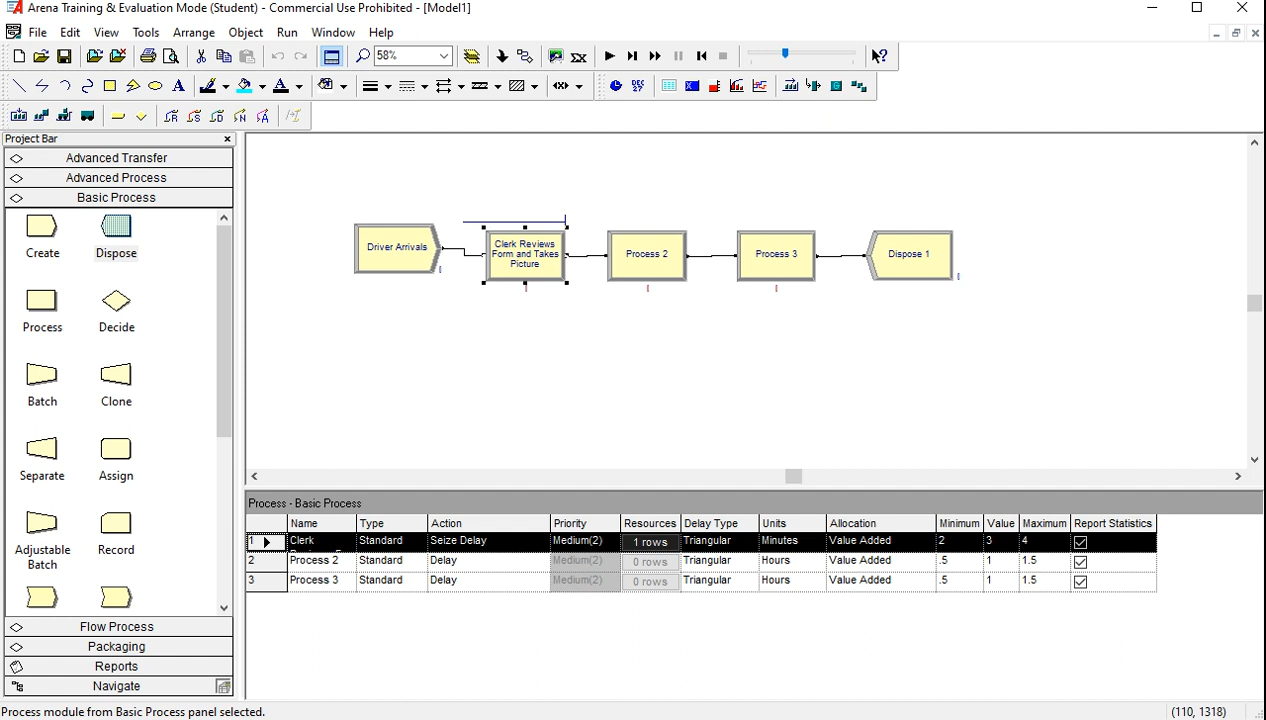 Arena Training & Evaluation Mode (Student) - Commercial Use Prohibited - [Model1]
File Edit View Tools Arrange Object Run Window Help
58%
Project Bar
Advanced Transfer
Advanced Process
Basic Process
Create Dispose
Process Decide
Batch Clone
Separate Assign
Adjustable Batch Record
Flow Process
Packaging
Reports
Navigate
Driver Arrivals
Clerk Reviews
Form and Takes
Picture
Process 2
Process 3
Dispose 1
Process - Basic Process
Name Type Action Priority Resources Delay Type Units Allocation Minimum Value Maximum Report Statistics
1 Clerk Standard Seize Delay Medium(2) 1 rows Triangular Minutes Value Added 2 3 4
2 Process 2 Standard Delay Medium(2) 0 rows Triangular Hours Value Added .5 1 1.5
3 Process 3 Standard Delay Medium(2) 0 rows Triangular Hours Value Added .5 1 1.5
Process module from Basic Process panel selected. (110, 1318)